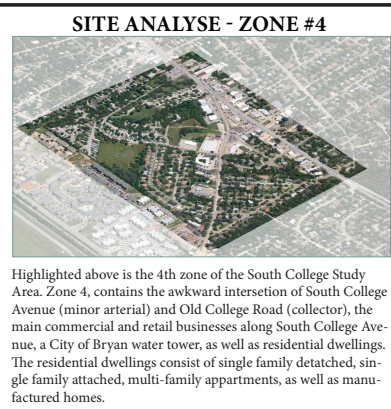 SITE ANALYSE - ZONE #4
Highlighted above is the 4th zone of the South College Study
Area. Zone 4, contains the awkward intersetion of South College
Avenue (minor arterial) and Old College Road (collector), the
main commercial and retail businesses along South College Ave-
nue, a City of Bryan water tower, as well as residential dwellings.
The residential dwellings consist of single family detatched, sin-
gle family attached, multi-family appartments, as well as manu-
factured homes.